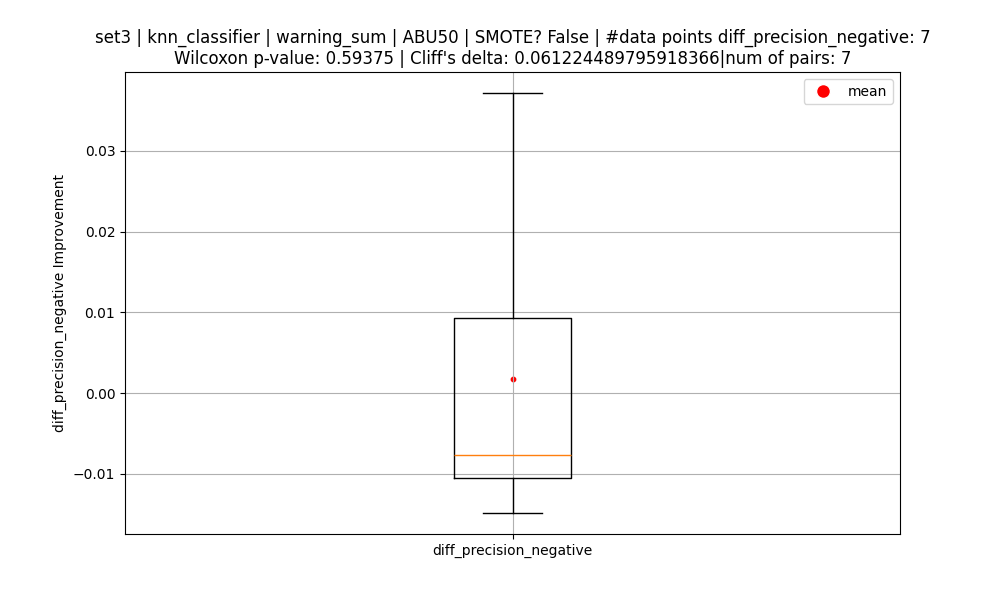 set3 | knn_classifier | warning_sum | ABU50 | SMOTE? False | #data points diff_precision_negative: 7
Wilcoxon p-value: 0.59375 | Cliff's delta: 0.061224489795918366|num of pairs: 7
mean
0.03
0.02
0.01
0.00
−0.01
diff_precision_negative Improvement
diff_precision_negative